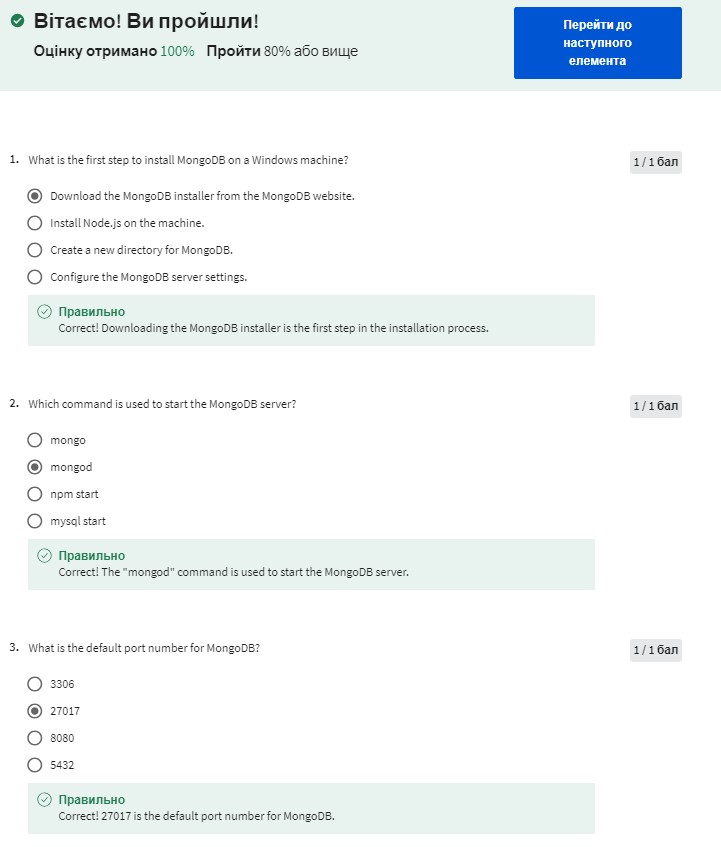 Вітаємо! Ви пройшли!
Оцінку отримано 100% Пройти 80% або вище
Перейти до
наступного
елемента
1. What is the first step to install MongoDB on a Windows machine?
1 / 1 бал
Download the MongoDB installer from the MongoDB website.
Install Node.js on the machine.
Create a new directory for MongoDB.
Configure the MongoDB server settings.
Правильно
Correct! Downloading the MongoDB installer is the first step in the installation process.
2. Which command is used to start the MongoDB server?
1 / 1 бал
mongo
mongod
npm start
mysql start
Правильно
Correct! The "mongod" command is used to start the MongoDB server.
3. What is the default port number for MongoDB?
1 / 1 бал
3306
27017
8080
5432
Правильно
Correct! 27017 is the default port number for MongoDB.